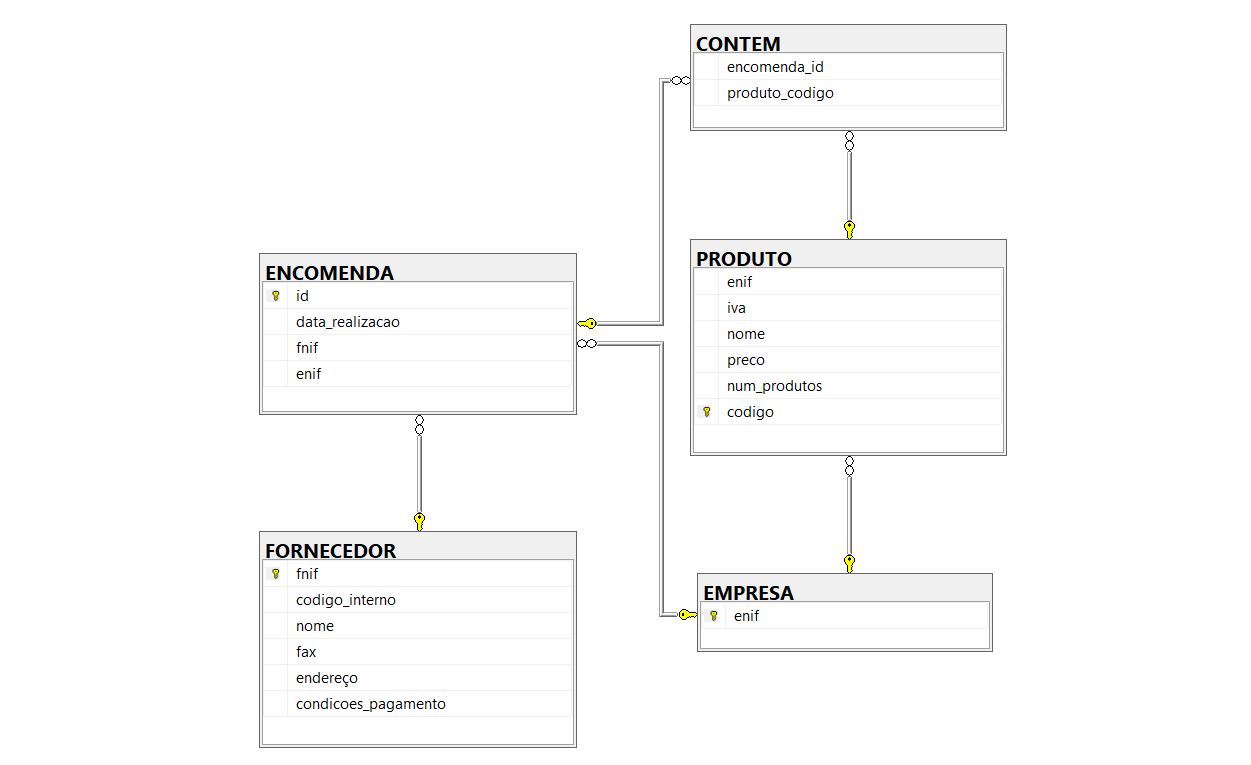 CONTEM
encomenda_id
produto_codigo
ENCOMENDA
id
data_realizacao
fnif
enif
PRODUTO
enif
iva
nome
preco
num_produtos
codigo
FORNECEDOR
fnif
codigo_interno
nome
fax
endereço
condicoes_pagamento
EMPRESA
enif